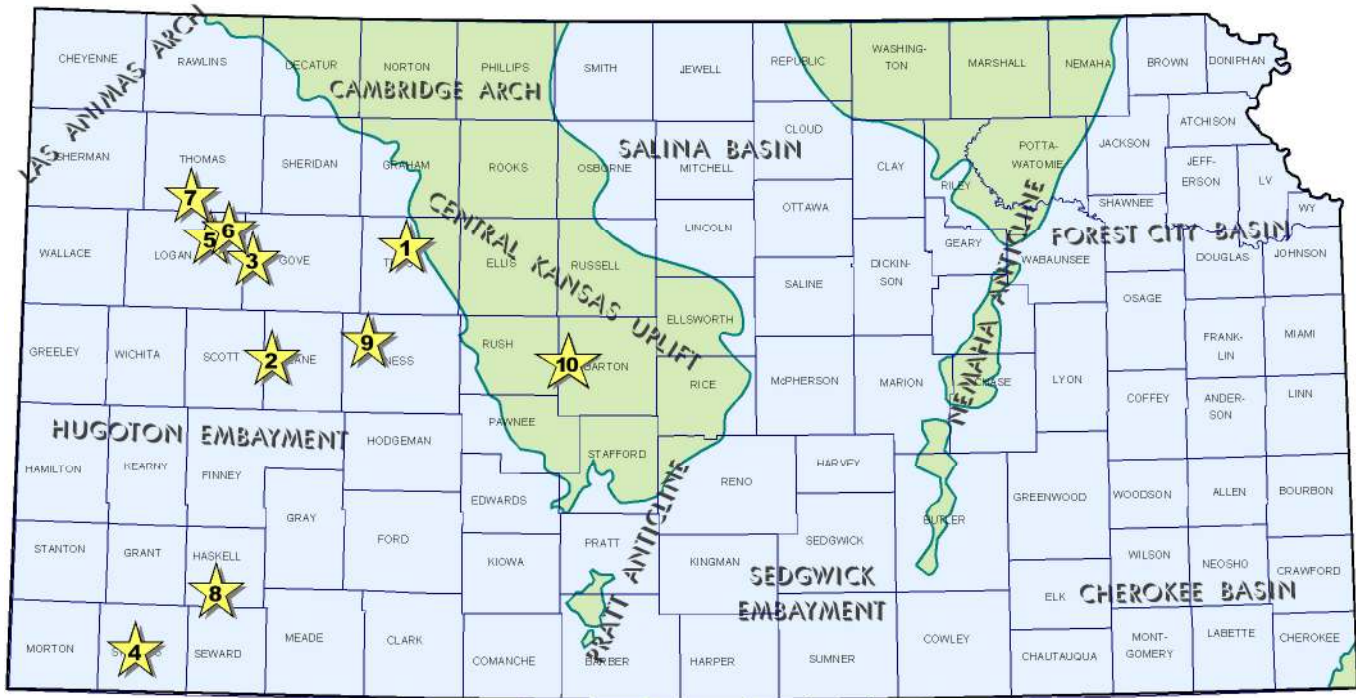 CHEYENNE
RAWLINS
DECATUR
NORTON
PHILLIPS
SMITH
JEWELL
REPUBLIC
WASHING-
TON
MARSHALL
NEMAHA
BROWN
DONIPHAN
LAS ANIMAS ARCH
CAMBRIDGE ARCH
THOMAS
SHERIDAN
GRAHAM
ROOKS
OSBORNE
MITCHELL
CLOUD
CLAY
RILEY
POTTA-
WATOMIE
JACKSON
ATCHISON
JEFF-
ERSON
LV
SALINA BASIN
7
5
6
3
1
WALLACE
LOGAN
GOVE
ELLIS
RUSSELL
LINCOLN
OTTAWA
SALINE
DICKIN-
SON
GEARY
WABAUNSEE
SHAWNEE
WY
DOUGLAS
JOHNSON
CENTRAL KANSAS UPLIFT
FOREST CITY BASIN
NEMAHA ANTICLINE
GREELEY
WICHITA
SCOTT
2
9
NESS
RUSH
10
BARTON
ELLSWORTH
RICE
McPHERSON
MARION
CHASE
LYON
OSAGE
FRANK-
LIN
MIAMI
COFFEY
ANDER-
SON
LINN
HUGOTON EMBAYMENT
HAMILTON
KEARNY
FINNEY
HODGEMAN
PAWNEE
STAFFORD
EDWARDS
RENO
HARVEY
BUTLER
GREENWOOD
WOODSON
ALLEN
BOURBON
STANTON
GRANT
HASKELL
GRAY
FORD
KIOWA
PRATT
KINGMAN
SEDGWICK
ELK
WILSON
NEOSHO
CRAWFORD
PRATT ANTICLINE
SEDGWICK
EMBAYMENT
CHEROKEE BASIN
8
4
MORTON
SEWARD
MEADE
CLARK
COMANCHE
BARBER
HARPER
SUMNER
COWLEY
CHAUTAUQUA
MONT-
GOMERY
LABETTE
CHEROKEE